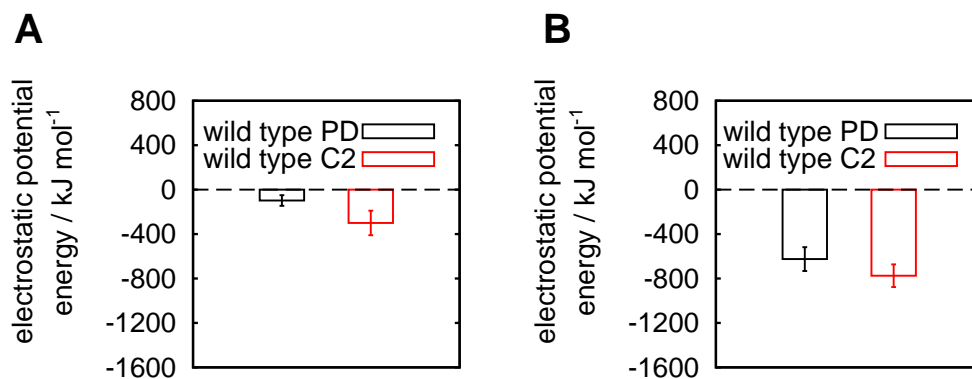 A
electrostatic potential
energy / kJ mol-1
800
400
0
-400
-800
-1200
-1600
wild type PD
wild type C2
B
electrostatic potential
energy / kJ mol-1
800
400
0
-400
-800
-1200
-1600
wild type PD
wild type C2